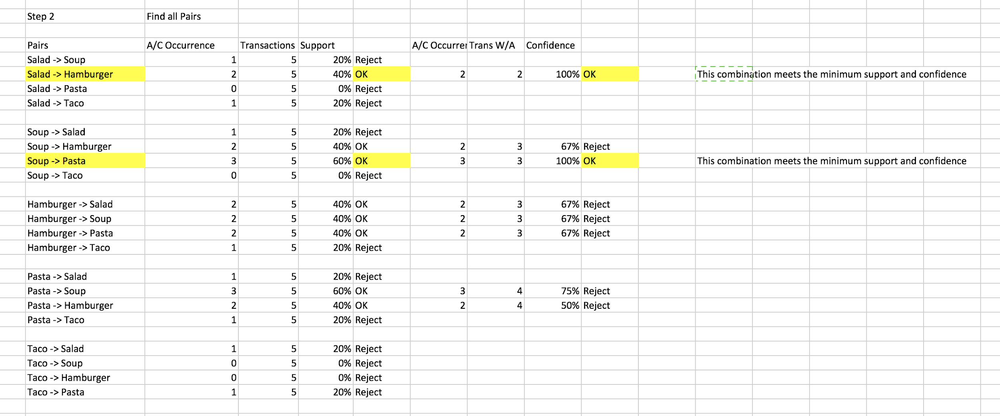 Step 2 Find all Pairs
Pairs A/C Occurrence Transactions Support A/C Occurrer Trans W/A Confidence
Salad -> Soup 1 5 20% Reject
Salad -> Hamburger 2 5 40% OK 2 2 100% OK This combination meets the minimum support and confidence
Salad -> Pasta 0 5 0% Reject
Salad -> Taco 1 5 20% Reject
Soup -> Salad 1 5 20% Reject
Soup -> Hamburger 2 5 40% OK 2 3 67% Reject
Soup -> Pasta 3 5 60% OK 3 3 100% OK This combination meets the minimum support and confidence
Soup -> Taco 0 5 0% Reject
Hamburger -> Salad 2 5 40% OK 2 3 67% Reject
Hamburger -> Soup 2 5 40% OK 2 3 67% Reject
Hamburger -> Pasta 2 5 40% OK 2 3 67% Reject
Hamburger -> Taco 1 5 20% Reject
Pasta -> Salad 1 5 20% Reject
Pasta -> Soup 3 5 60% OK 3 4 75% Reject
Pasta -> Hamburger 2 5 40% OK 2 4 50% Reject
Pasta -> Taco 1 5 20% Reject
Taco -> Salad 1 5 20% Reject
Taco -> Soup 0 5 0% Reject
Taco -> Hamburger 0 5 0% Reject
Taco -> Pasta 1 5 20% Reject